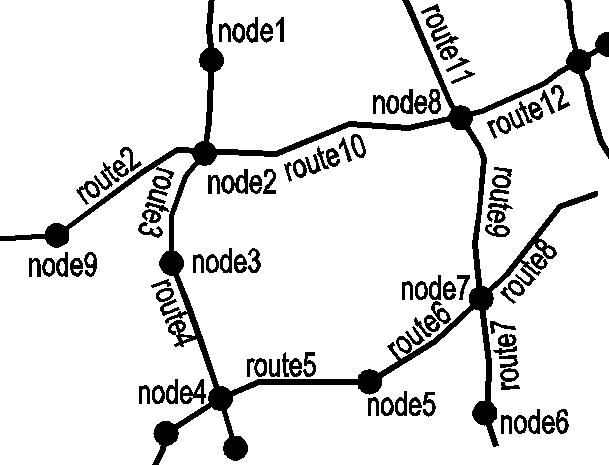 node1
route11
node8
route12
route10
route2
node2
route3
route9
node9
node3
route8
node7
route4
route6
route7
route5
node4
node5
node6